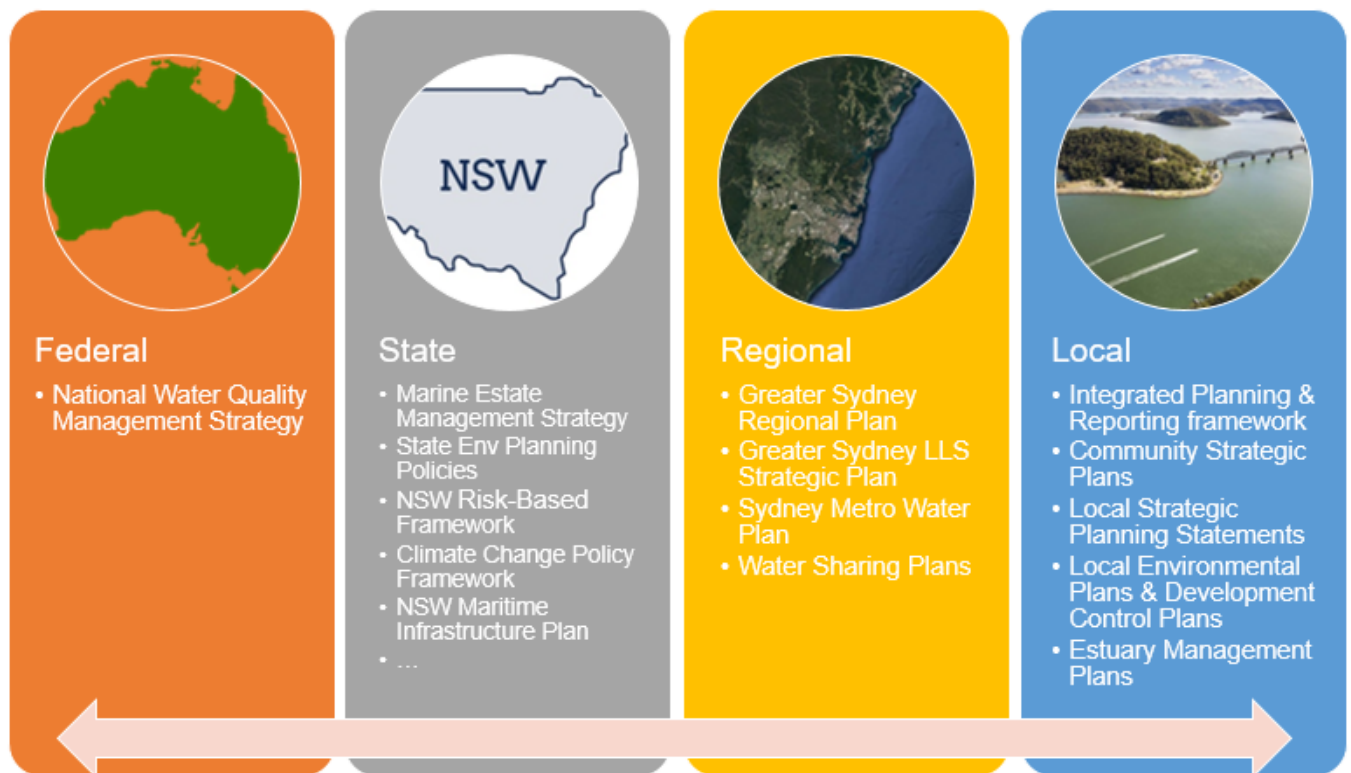 NSW
Federal
• National Water Quality
Management Strategy
State
• Marine Estate
Management Strategy
• State Env Planning
Policies
• NSW Risk-Based
Framework
• Climate Change Policy
Framework
• NSW Maritime
Infrastructure Plan
• ...
Regional
• Greater Sydney
Regional Plan
• Greater Sydney LLS
Strategic Plan
• Sydney Metro Water
Plan
• Water Sharing Plans
Local
• Integrated Planning &
Reporting framework
• Community Strategic
Plans
• Local Strategic
Planning Statements
• Local Environmental
Plans & Development
Control Plans
• Estuary Management
Plans